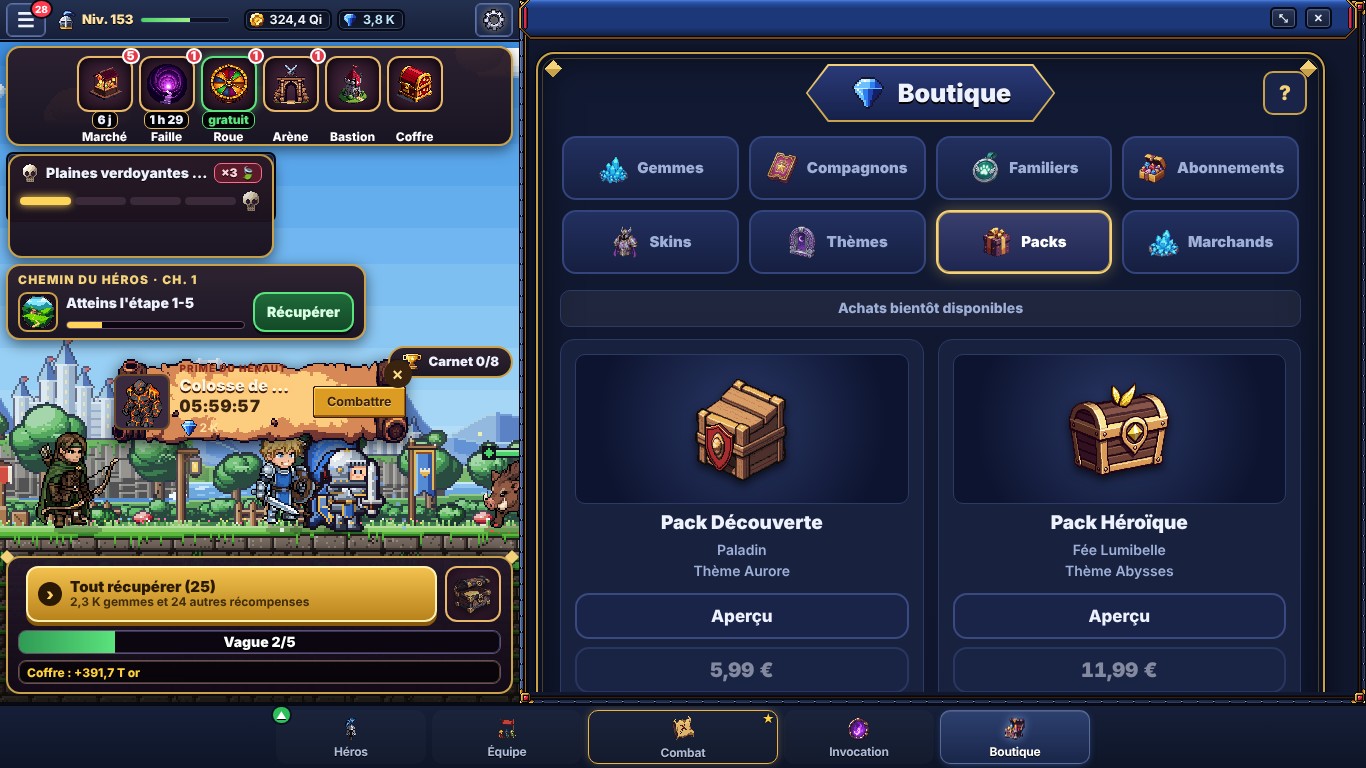 28
Niv. 153
324,4 Qi
3,8 K
5
1
1
1
6 j
1 h 29
gratuit
Marché
Faille
Roue
Arène
Bastion
Coffre
Plaines verdoyantes ...
×3
CHEMIN DU HÉROS · CH. 1
Atteins l'étape 1-5
Récupérer
Carnet 0/8
PRIME DU HÉRAUT
Colosse de ...
05:59:57
Combattre
Tout récupérer (25)
2,3 K gemmes et 24 autres récompenses
Vague 2/5
Coffre : +391,7 T or
Boutique
?
Gemmes
Compagnons
Familiers
Abonnements
Skins
Thèmes
Packs
Marchands
Achats bientôt disponibles
Pack Découverte
Paladin
Thème Aurore
Aperçu
5,99 €
Pack Héroïque
Fée Lumibelle
Thème Abysses
Aperçu
11,99 €
Héros
Équipe
Combat
Invocation
Boutique